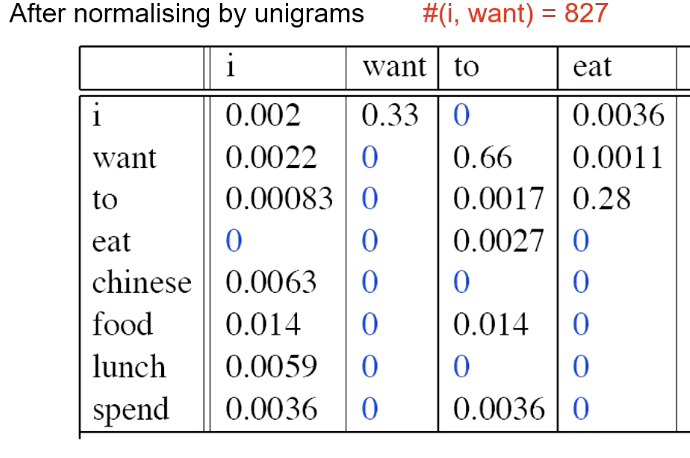 After normalising by unigrams #(i, want) = 827
i want to eat
i 0.002 0.33 0 0.0036
want 0.0022 0 0.66 0.0011
to 0.00083 0 0.0017 0.28
eat 0 0 0.0027 0
chinese 0.0063 0 0 0
food 0.014 0 0.014 0
lunch 0.0059 0 0 0
spend 0.0036 0 0.0036 0